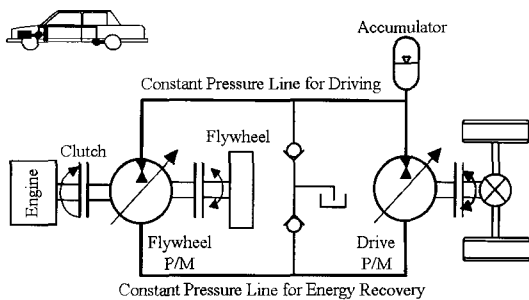 Accumulator
Constant Pressure Line for Driving
Flywheel
Clutch
Engine
Flywheel
P/M
Drive
P/M
Constant Pressure Line for Energy Recovery